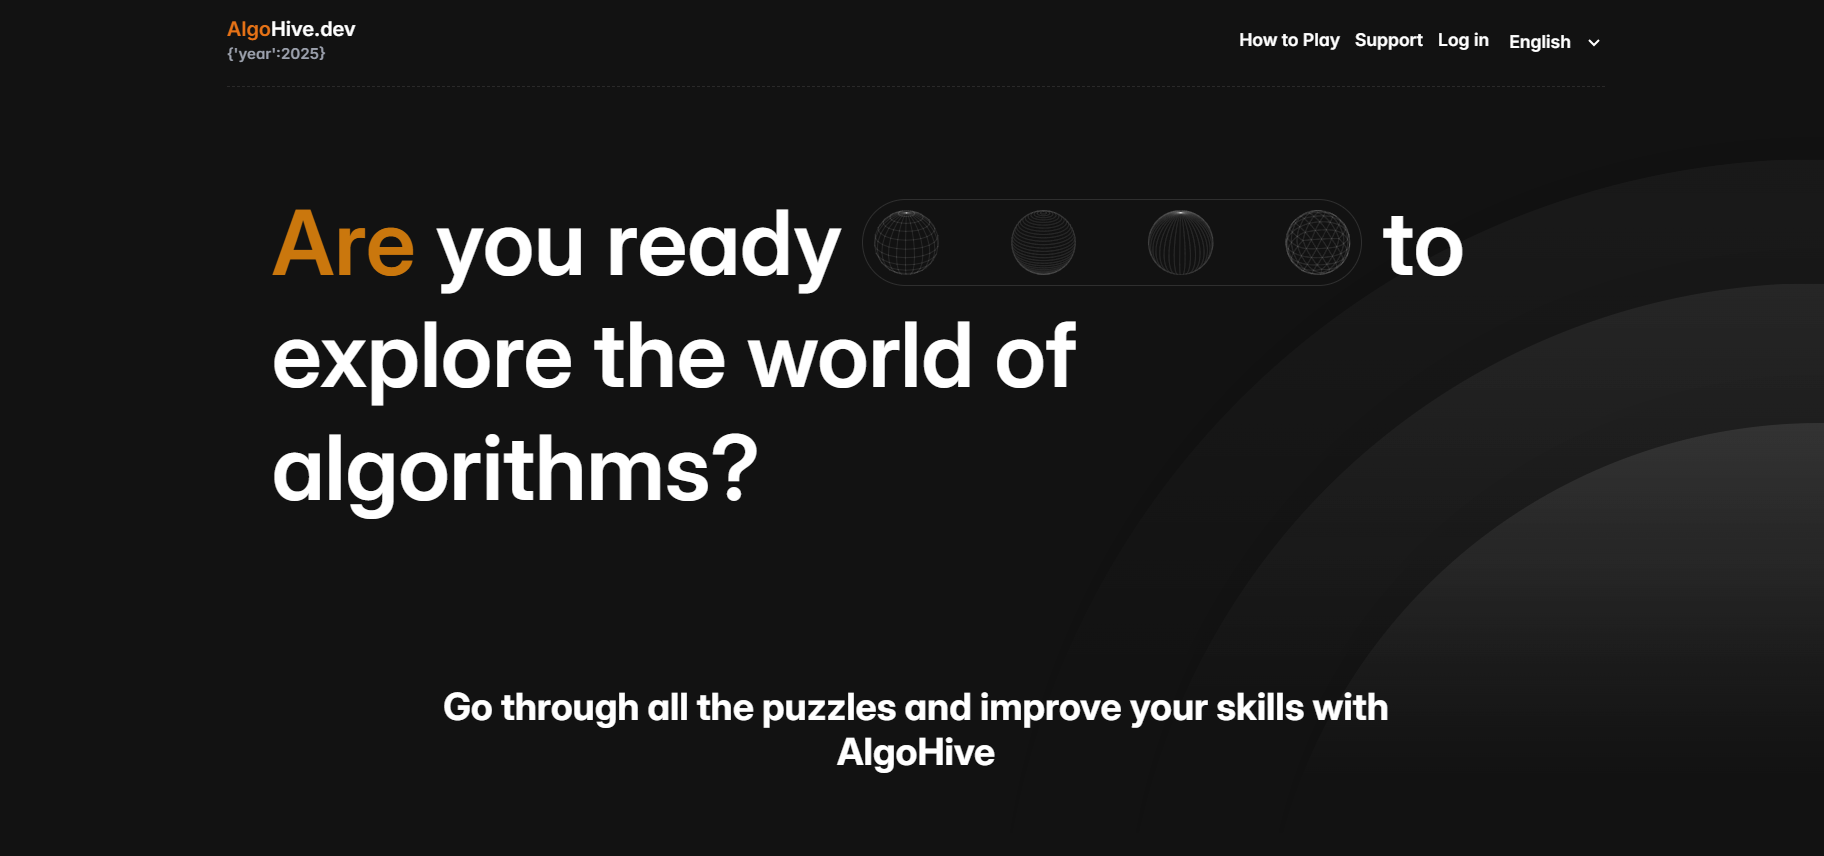 AlgoHive.dev
{'year':2025}
How to Play Support Log in English
Are you ready to
explore the world of
algorithms?
Go through all the puzzles and improve your skills with
AlgoHive